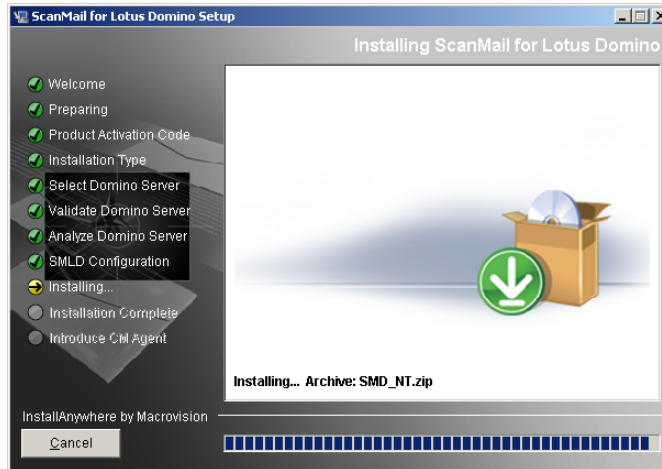 ScanMail for Lotus Domino Setup
Installing ScanMail for Lotus Domino
Welcome
Preparing
Product Activation Code
Installation Type
Select Domino Server
Validate Domino Server
Analyze Domino Server
SMLD Configuration
Installing...
Installation Complete
Introduce CM Agent
Installing... Archive: SMD_NT.zip
InstallAnywhere by Macrovision
Cancel